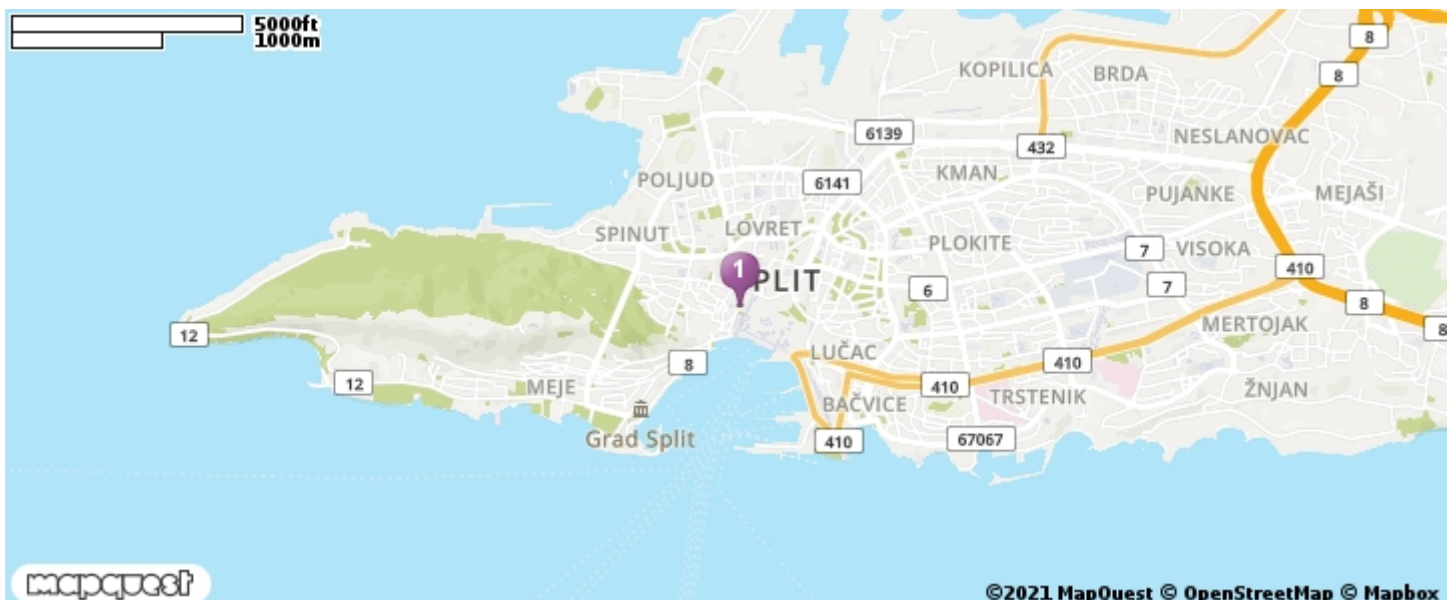 5000ft
1000m
8
KOPILICA
BRDA
8
6139
NESLANOVAC
432
KMAN
POLJUD
6141
PUJANKE
MEJAŠI
SPINUT
LOVRET
PLOKITE
7
VISOKA
1
PLIT
410
6
7
8
MERTOJAK
8
12
LUČAC
410
8
12
MEJE
410
TRSTENIK
ŽNJAN
BAČVICE
Grad Split
410
67067
mapquest
©2021 MapQuest © OpenStreetMap © Mapbox